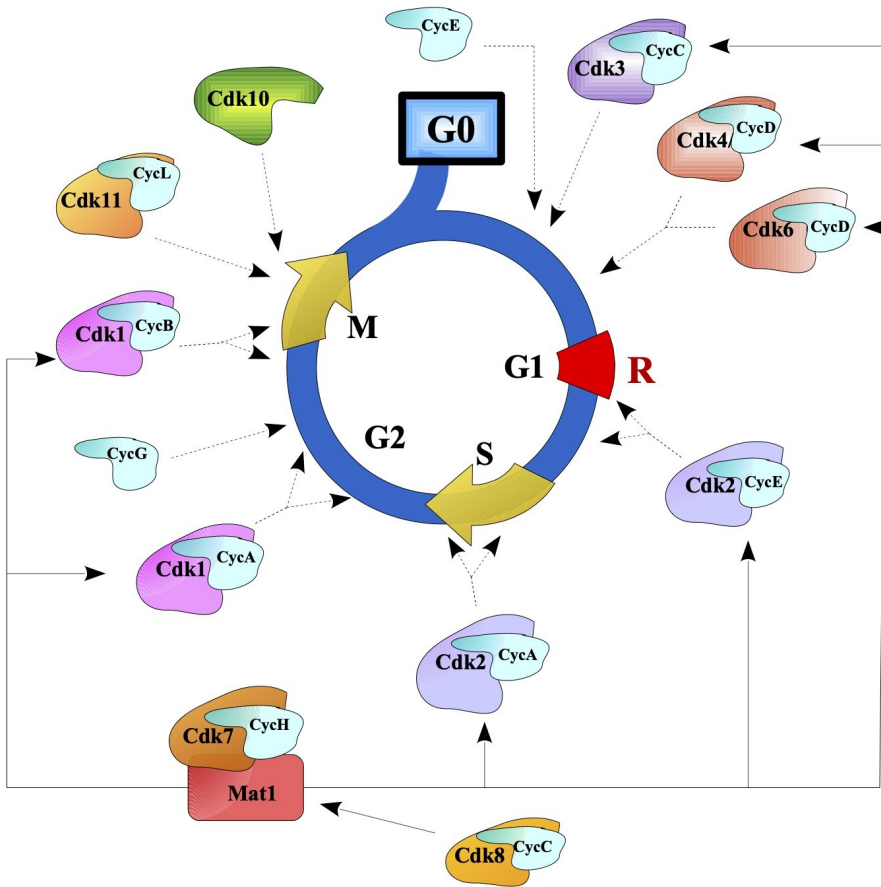 CycE
CycC
Cdk3
Cdk10
G0
CycD
Cdk4/
CycL
Cdk11
CycD
Cdk6
CycB
Cdk1
M
G1
R
G2
S
CycG
CycE
Cdk2
CycA
Cdk1
CycA
Cdk2
CycH
Cdk7
Mat1
CycC
Cdk8